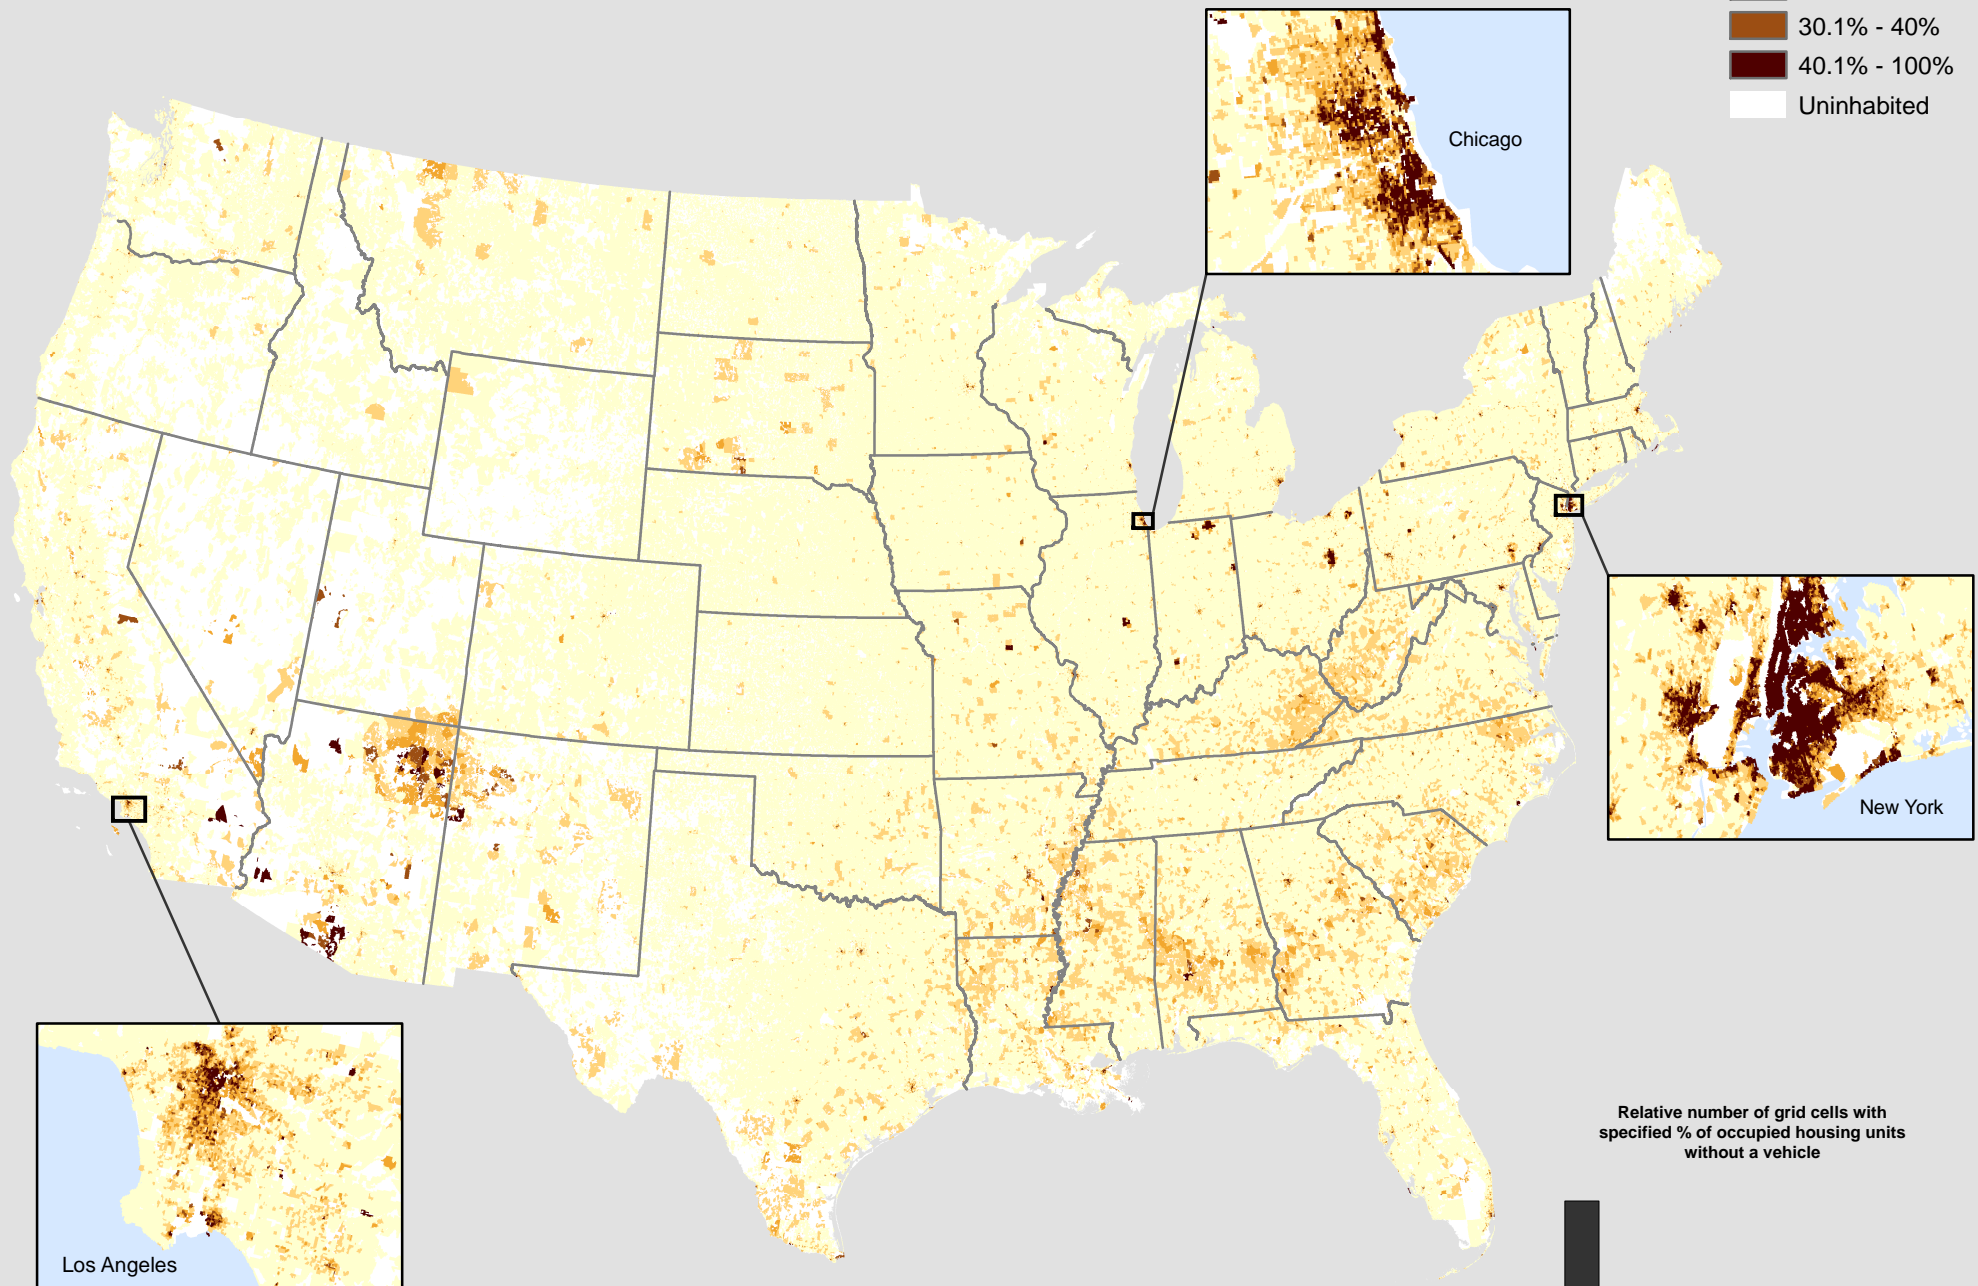 30.1% - 40%
40.1% - 100%
Uninhabited
Chicago
New York
Los Angeles
Relative number of grid cells with
specified % of occupied housing units
without a vehicle